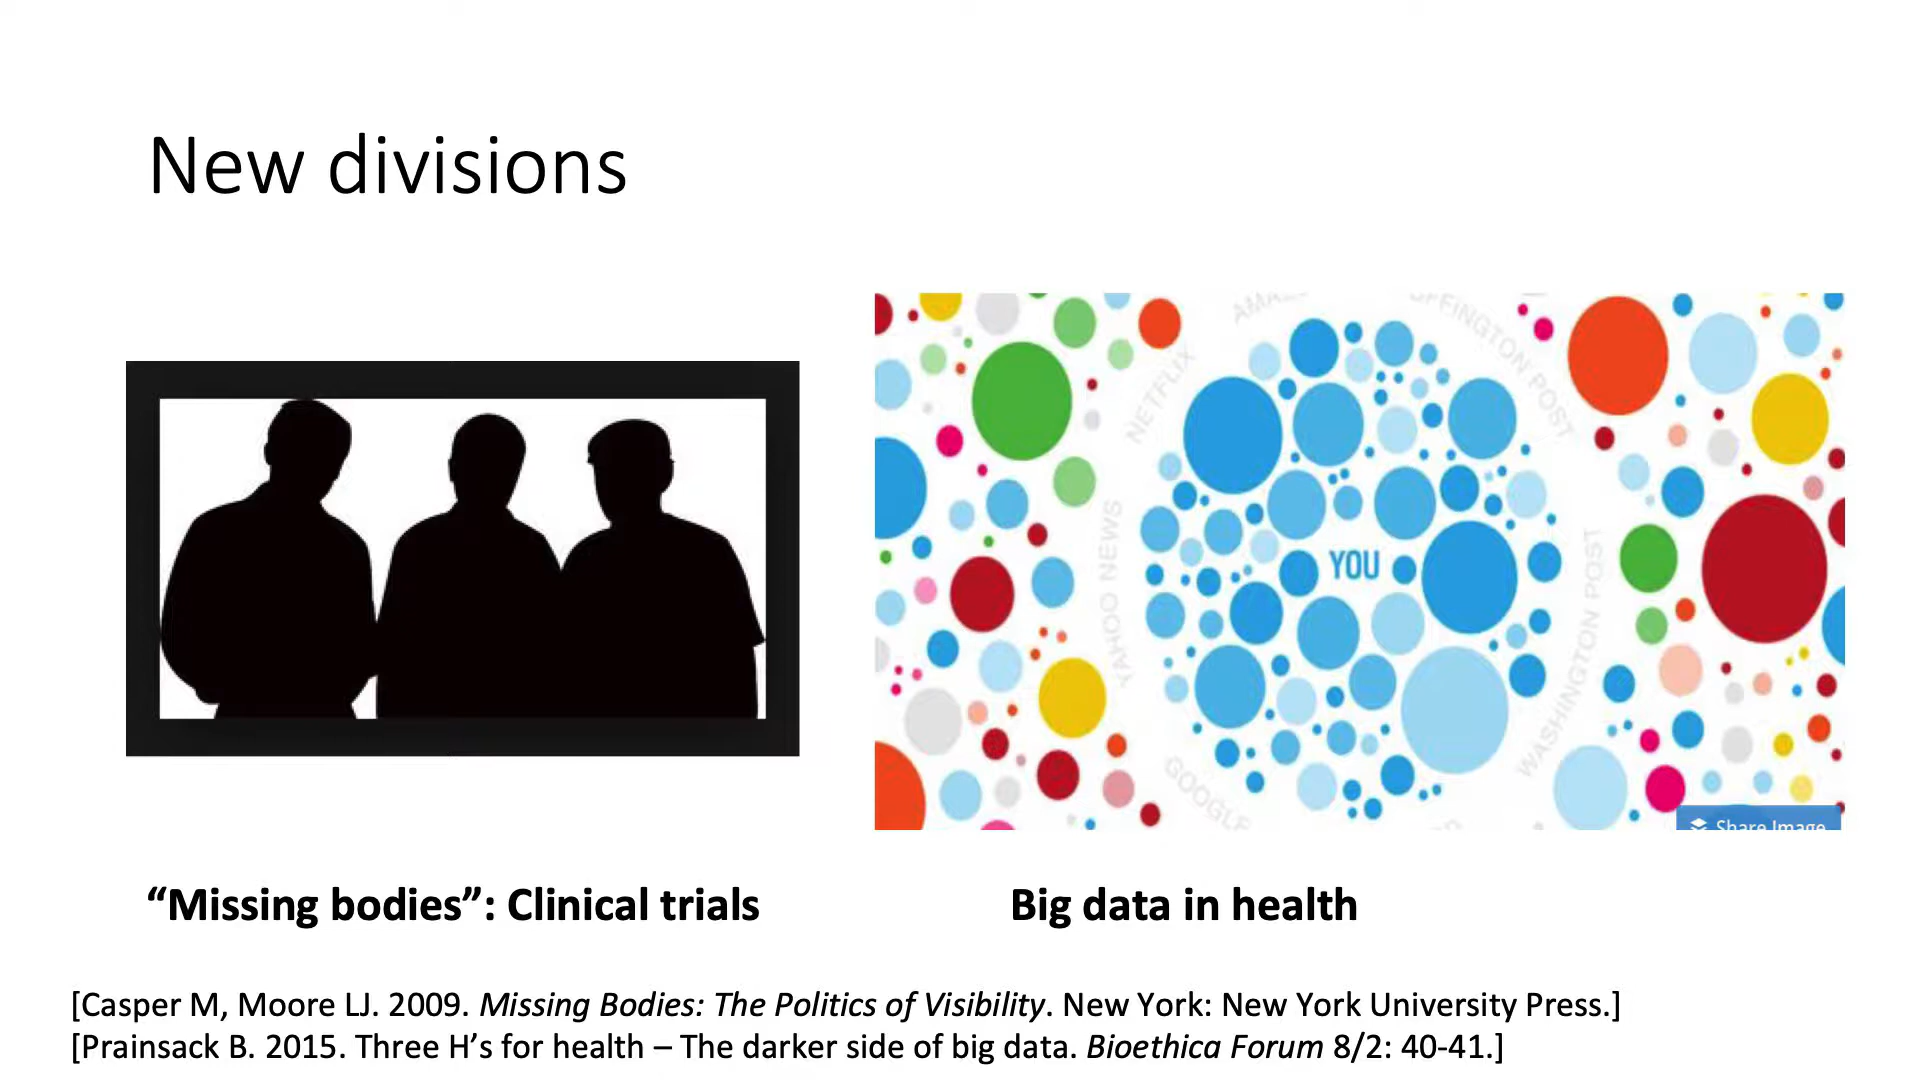 New divisions
NETFLIX
YAHOO NEWS
YOU
WASHINGTON POST
GOOGLE
Share Image
“Missing bodies”: Clinical trials
Big data in health
[Casper M, Moore LJ. 2009. Missing Bodies: The Politics of Visibility. New York: New York University Press.]
[Prainsack B. 2015. Three H’s for health – The darker side of big data. Bioethica Forum 8/2: 40-41.]